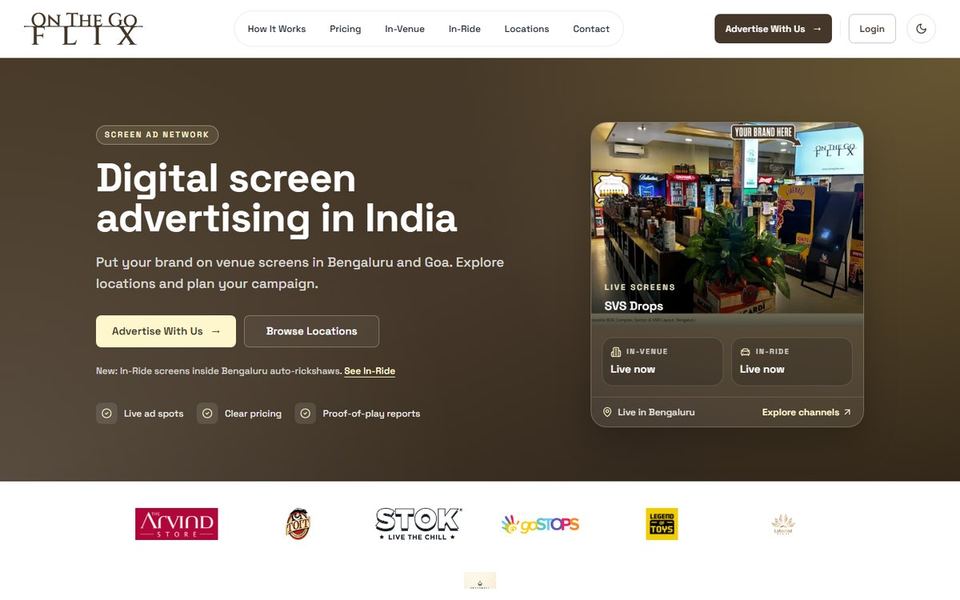 ON THE GO
FLIX
How It Works
Pricing
In-Venue
In-Ride
Locations
Contact
Advertise With Us →
Login
SCREEN AD NETWORK
Digital screen
advertising in India
Put your brand on venue screens in Bengaluru and Goa. Explore
locations and plan your campaign.
Advertise With Us →
Browse Locations
New: In-Ride screens inside Bengaluru auto-rickshaws. See In-Ride
Live ad spots
Clear pricing
Proof-of-play reports
YOUR BRAND HERE
ON THE GO
FLIX
LIVE SCREENS
SVS Drops
IN-VENUE
Live now
IN-RIDE
Live now
Live in Bengaluru
Explore channels
THE
ARVIND
STORE
TOIT
STOK
★ LIVE THE CHILL ★
goSTOPS
LEGEND
OF
TOYS